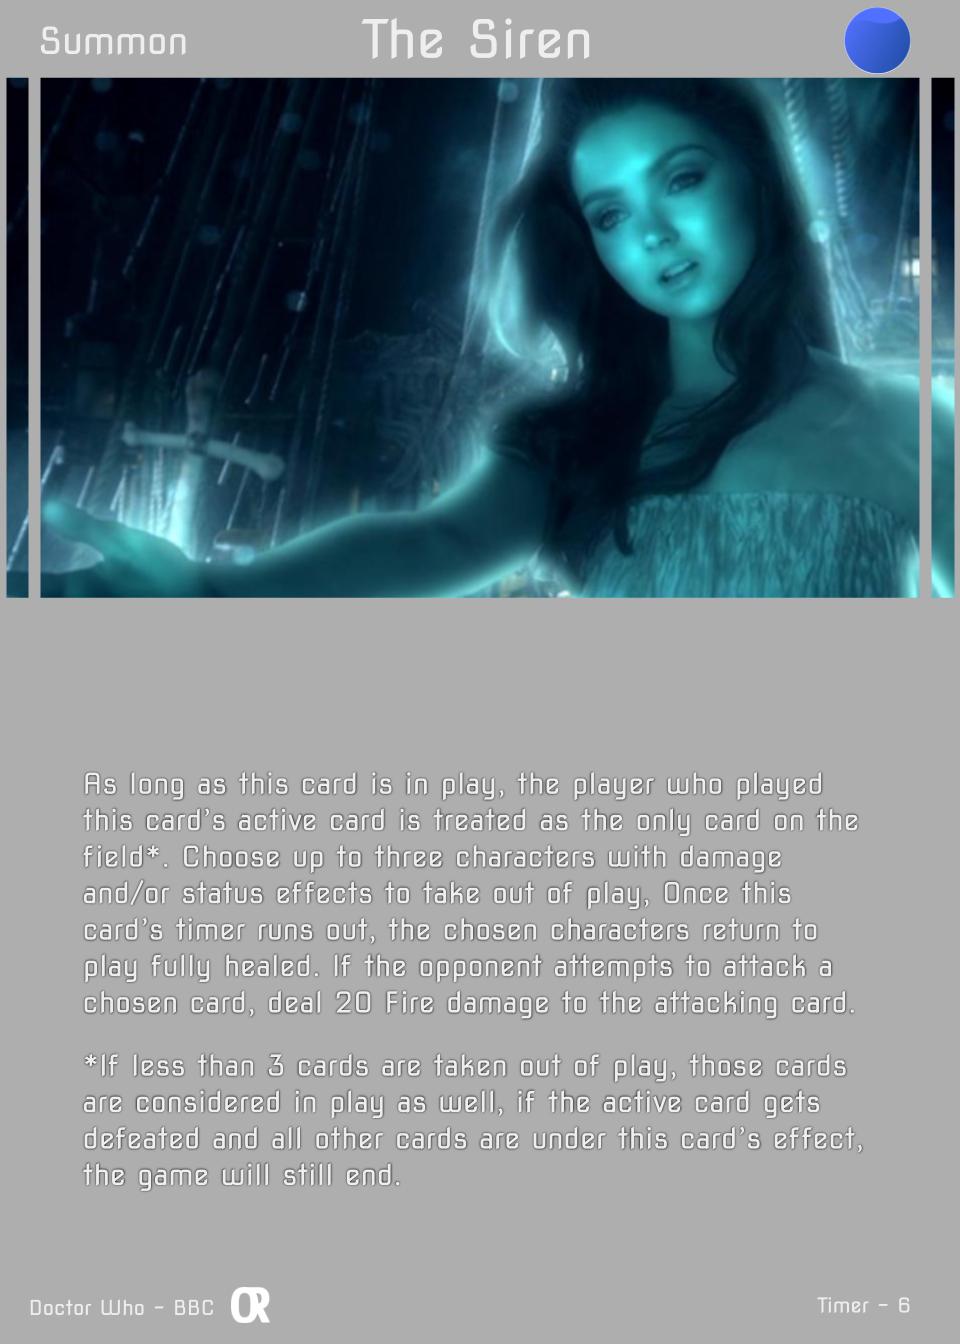 Summon The Siren
As long as this card is in play, the player who played
this card's active card is treated as the only card on the
field*. Choose up to three characters with damage
and/or status effects to take out of play, Once this
card's timer runs out, the chosen characters return to
play fully healed. If the opponent attempts to attack a
chosen card, deal 20 Fire damage to the attacking card.
*If less than 3 cards are taken out of play, those cards
are considered in play as well, if the active card gets
defeated and all other cards are under this card's effect,
the game will still end.
Doctor Who - BBC OR Timer - 6